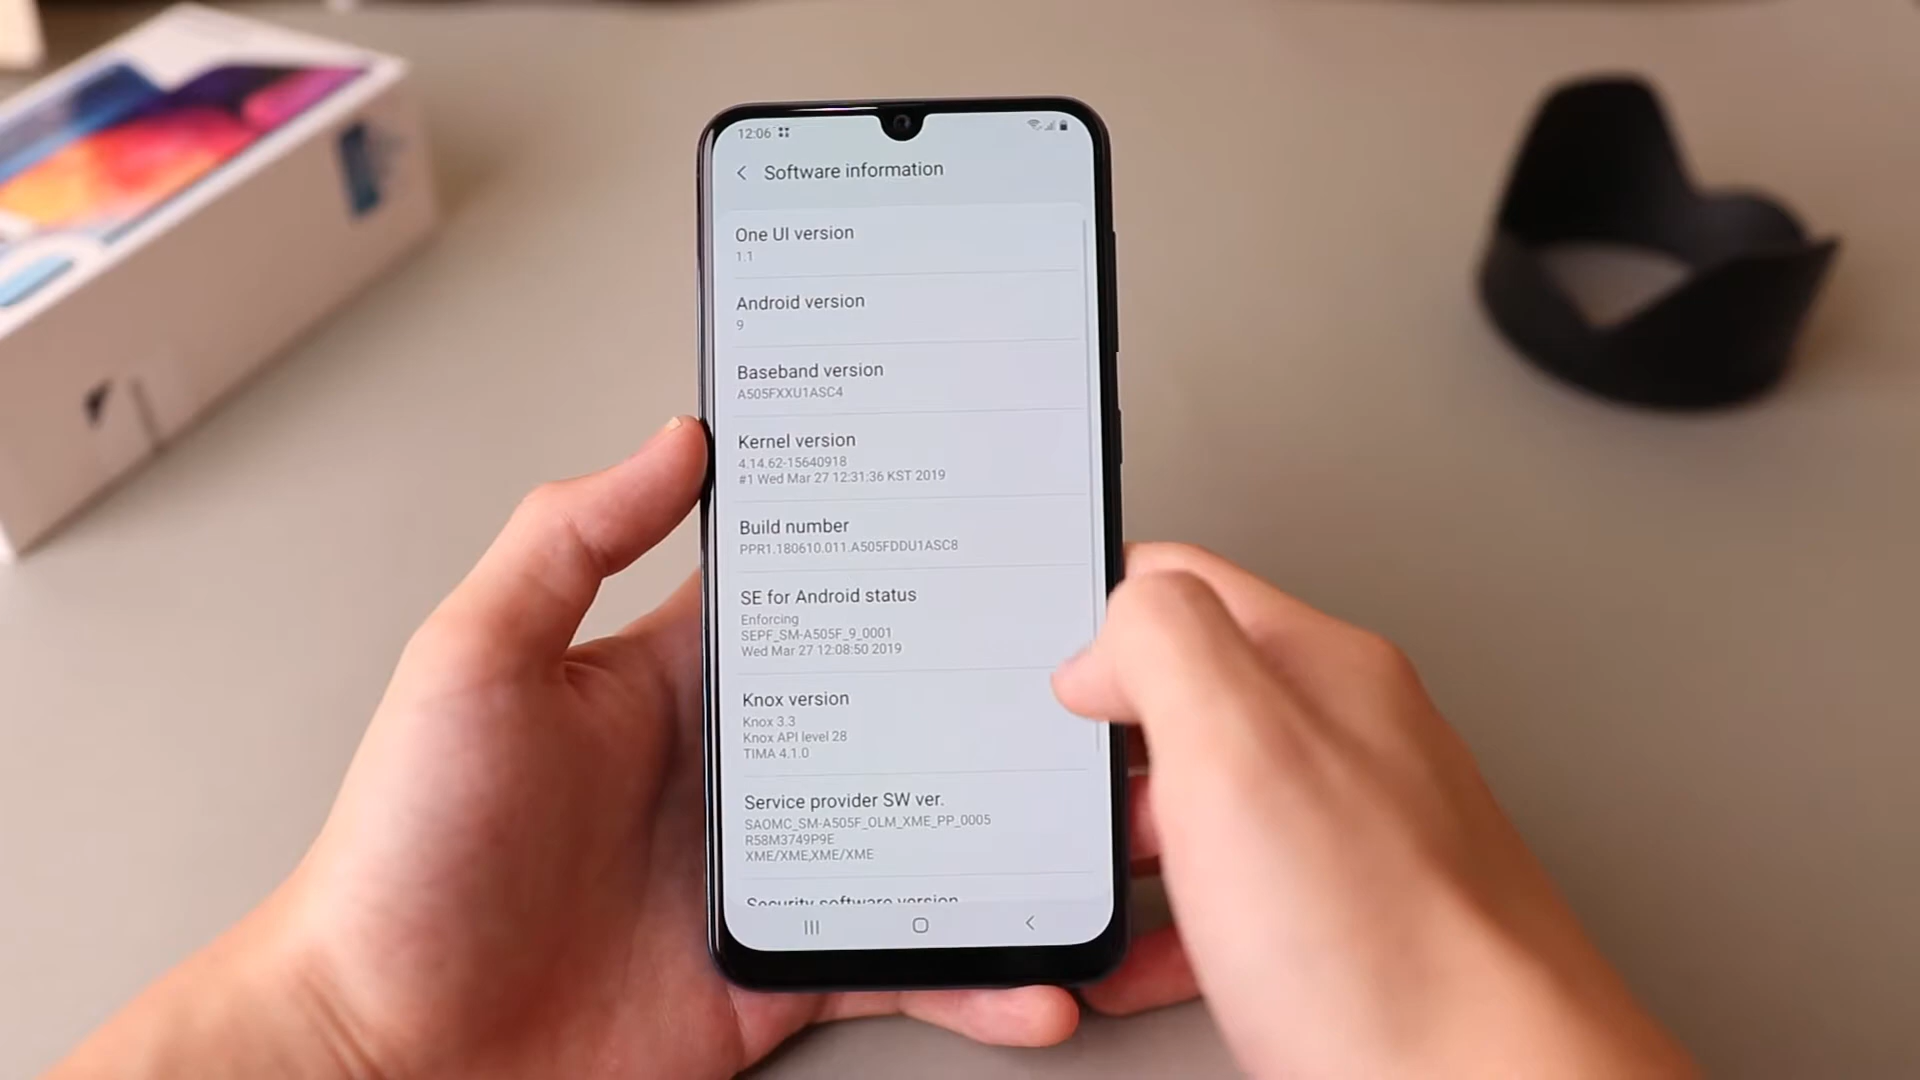 12:06
Software information
One UI version
1.1
Android version
9
Baseband version
A505FXXU1ASC4
Kernel version
4.14.62-15640918
#1 Wed Mar 27 12:31:36 KST 2019
Build number
PPR1.180610.011.A505FDDU1ASC8
SE for Android status
Enforcing
SEPF_SM-A505F_9_0001
Wed Mar 27 12:08:50 2019
Knox version
Knox 3.3
Knox API level 28
TIMA 4.1.0
Service provider SW ver.
SAOMC_SM-A505F_OLM_XME_PP_0005
R58M3749P9E
XME/XME,XME/XME
Security software version